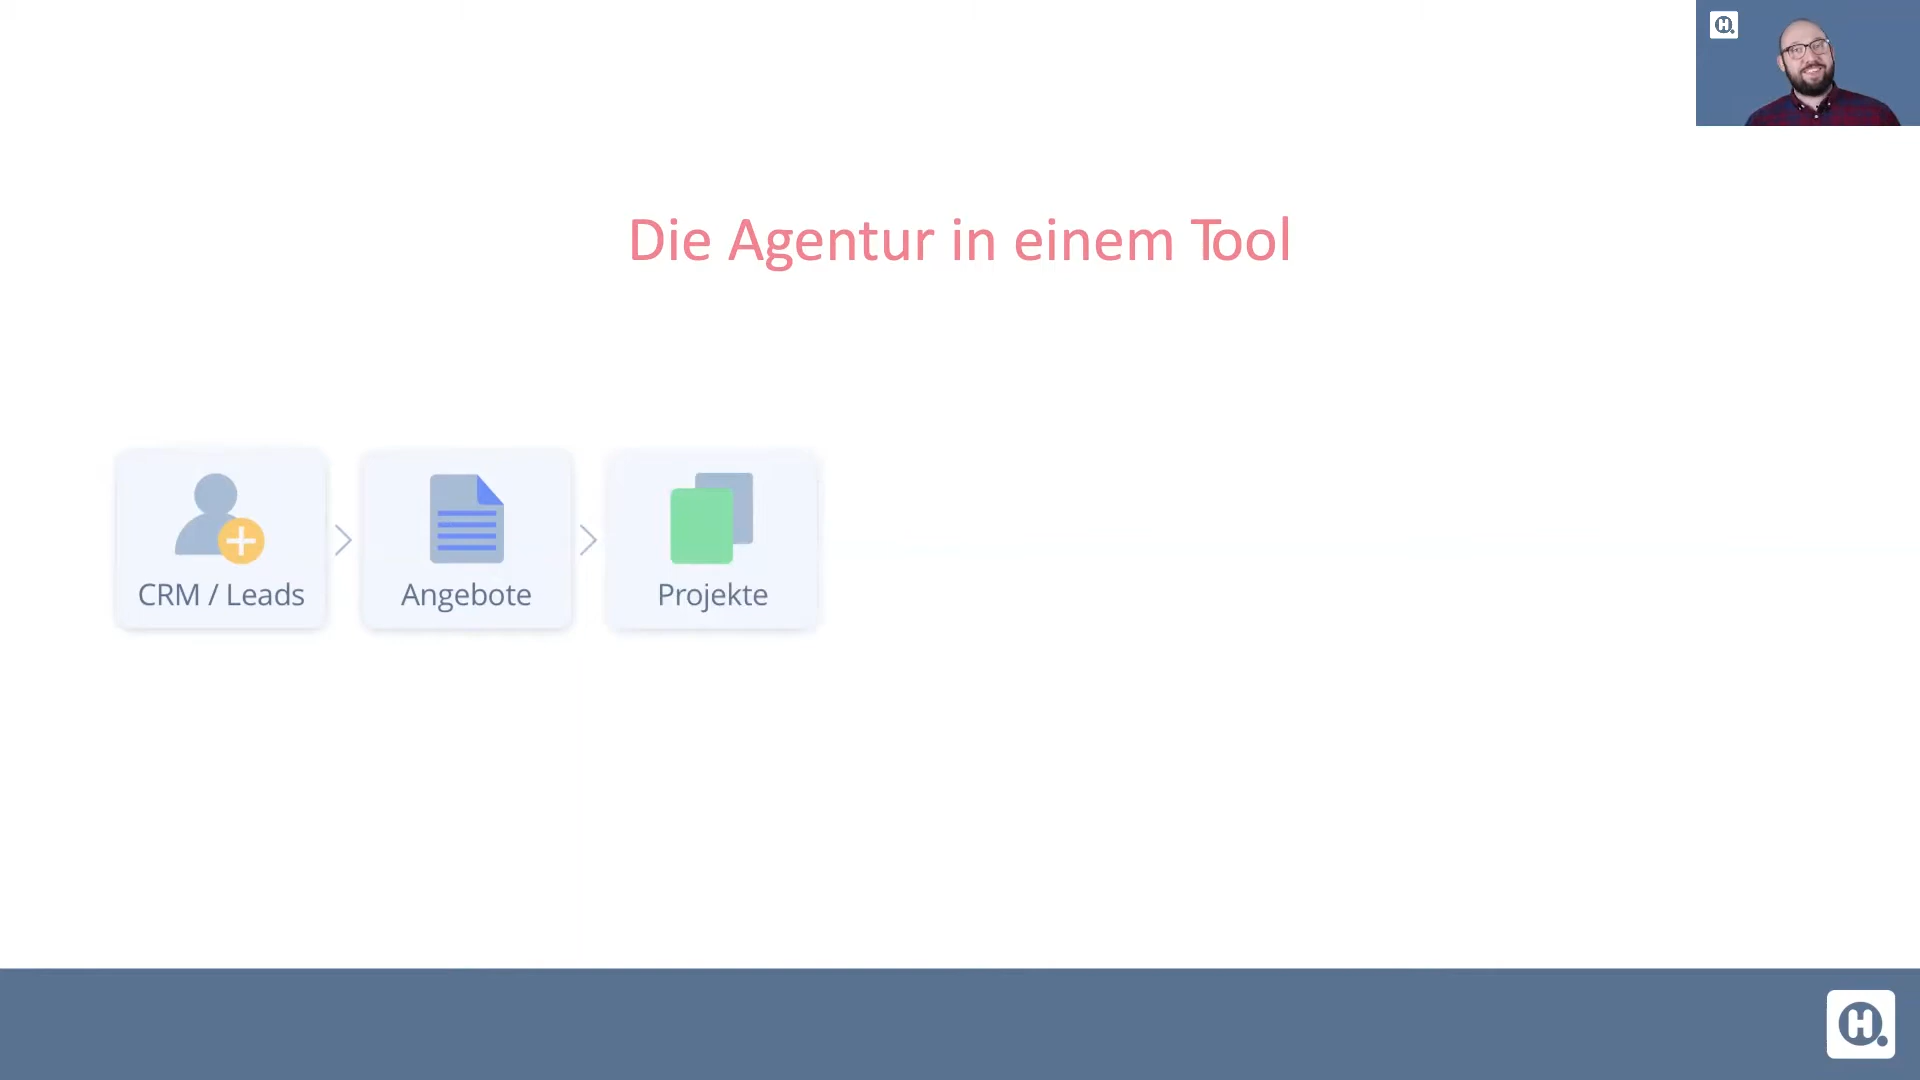 H.
Die Agentur in einem Tool
CRM / Leads
Angebote
Projekte
H.